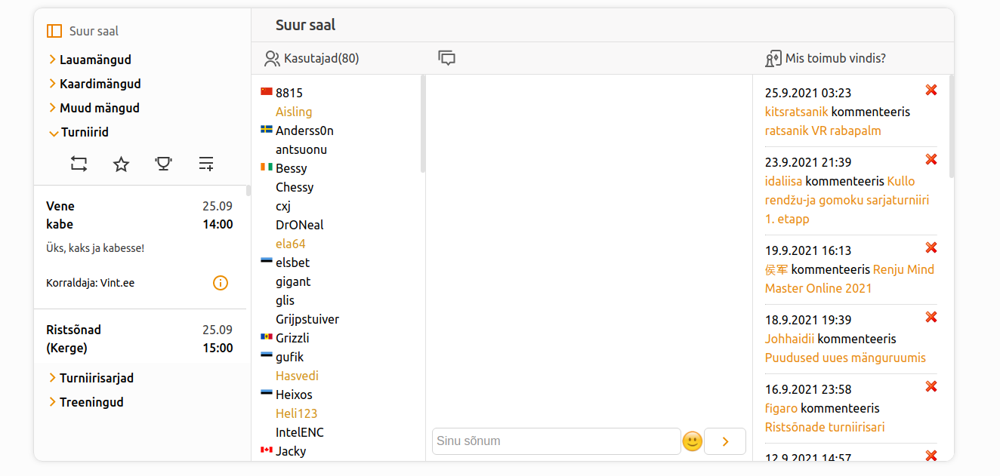 Suur saal
Lauamängud
Kaardimängud
Muud mängud
Turniirid
Vene 25.09
kabe 14:00
Üks, kaks ja kabesse!
Korraldaja: Vint.ee
Ristsõnad 25.09
(Kerge) 15:00
Turniirisarjad
Treeningud
Suur saal
Kasutajad(80)
8815
Aisling
Anderss0n
antsuonu
Bessy
Chessy
cxj
DrONeal
ela64
elsbet
gigant
glis
Grijpstuiver
Grizzli
gufik
Hasvedi
Heixos
Heli123
IntelENC
Jacky
Sinu sõnum
Mis toimub vindis?
25.9.2021 03:23
kitsratsanik kommenteeris
ratsanik VR rabapalm
23.9.2021 21:39
idaliisa kommenteeris Kullo
rendžu-ja gomoku sarjaturniiri
1. etapp
19.9.2021 16:13
侯军 kommenteeris Renju Mind
Master Online 2021
18.9.2021 19:39
Johhaidii kommenteeris
Puudused uues mänguruumis
16.9.2021 23:58
figaro kommenteeris
Ristsõnade turniirisari
12.9.2021 14:57